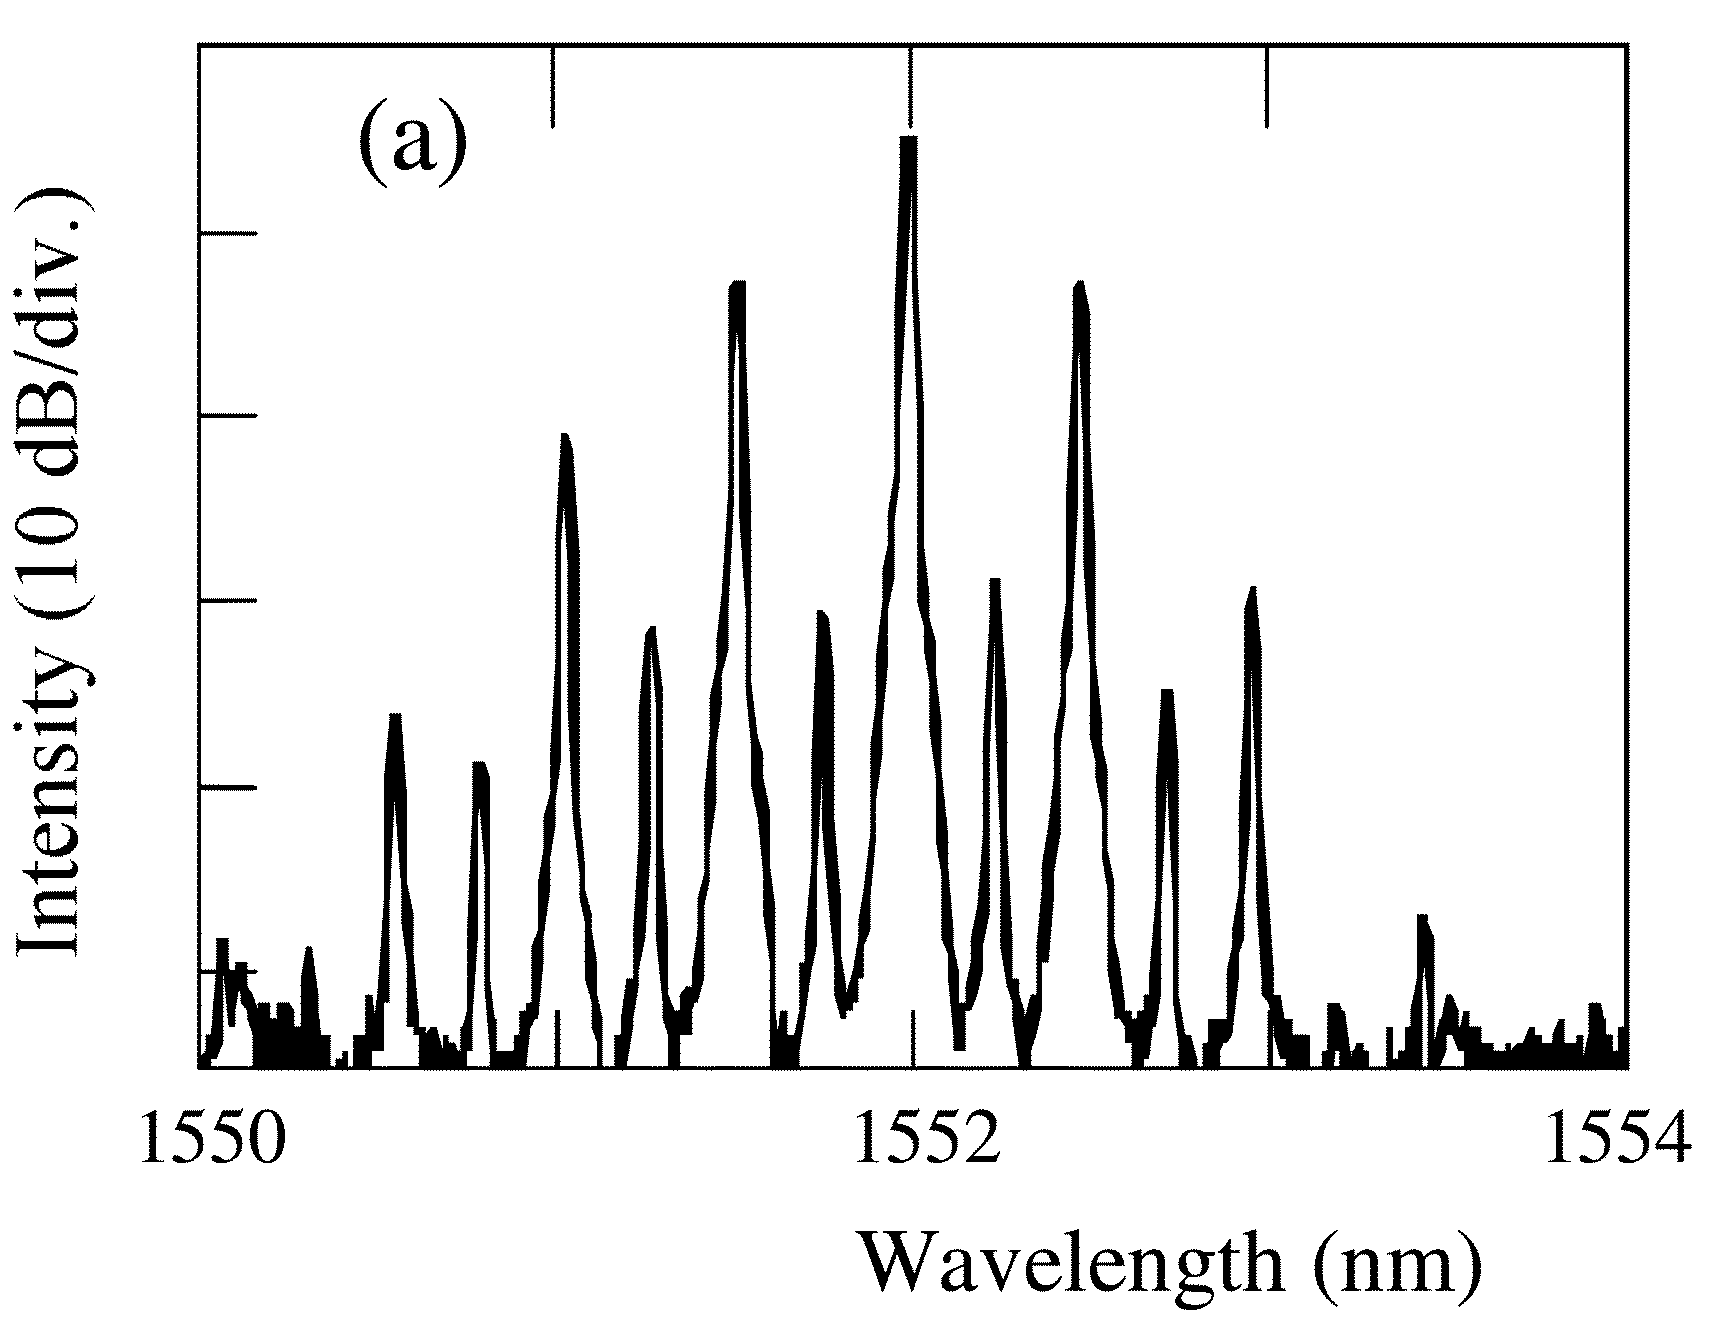 (a)
Intensity (10 dB/div.)
1550 1552 1554
Wavelength (nm)